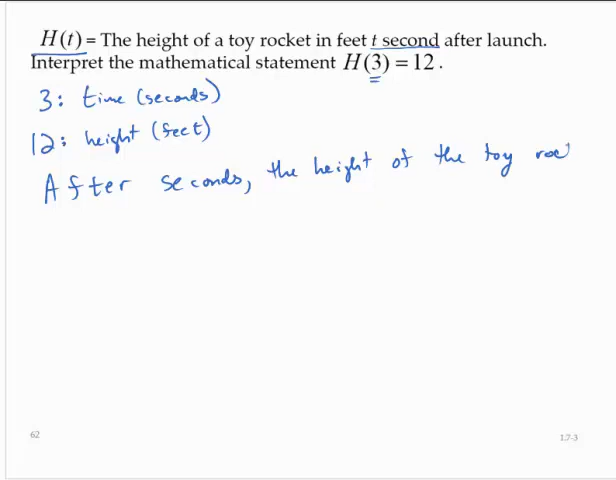 H(t) = The height of a toy rocket in feet t second after launch.
Interpret the mathematical statement H(3) = 12 .
3: time (seconds)
12: height (feet)
After seconds, the height of the toy roc
62
1.7-3